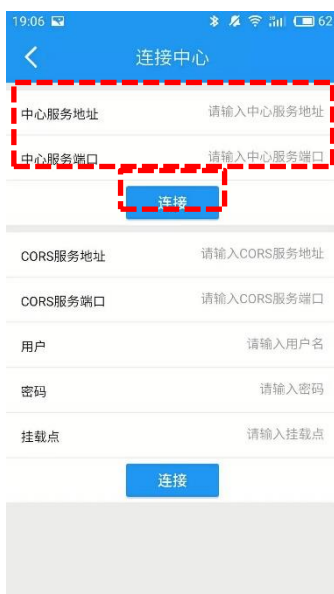 19:06 62
连接中心
中心服务地址 请输入中心服务地址
中心服务端口 请输入中心服务端口
连接
CORS服务地址 请输入CORS服务地址
CORS服务端口 请输入CORS服务端口
用户 请输入用户名
密码 请输入密码
挂载点 请输入挂载点
连接